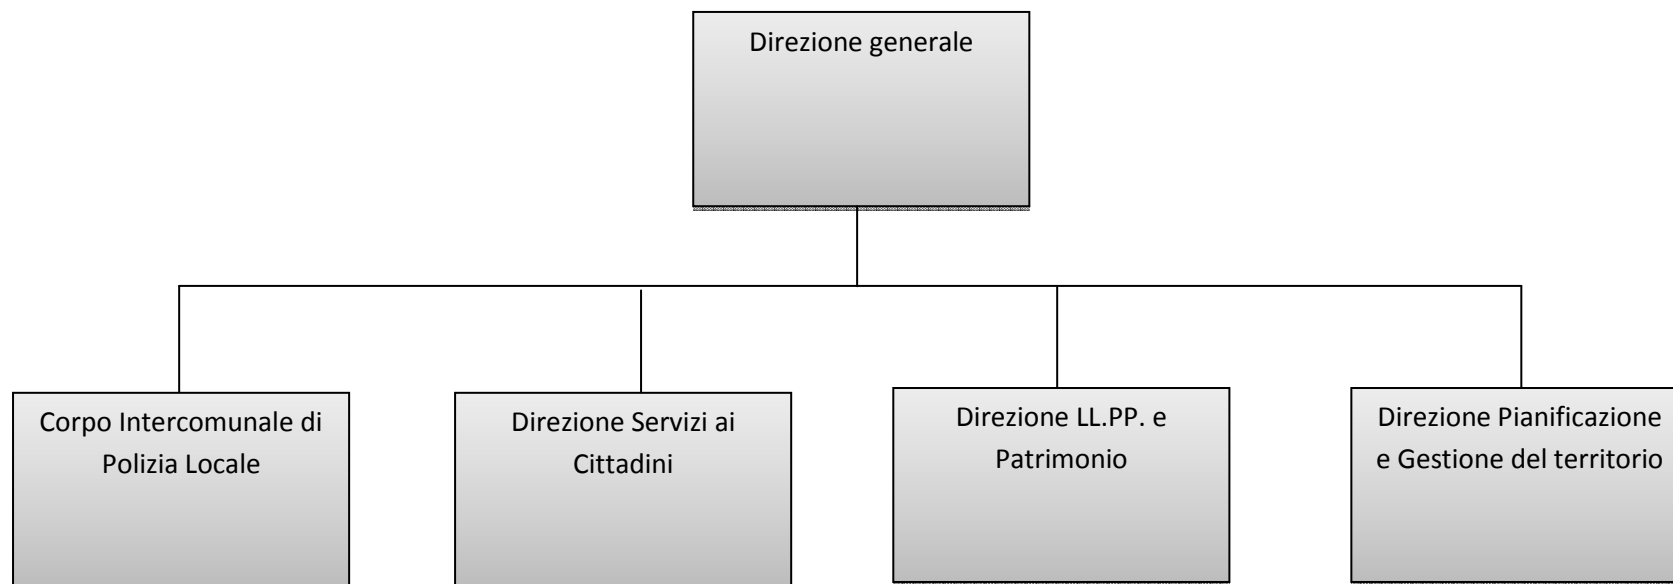 Direzione generale
Corpo Intercomunale di
Polizia Locale
Direzione Servizi ai
Cittadini
Direzione LL.PP. e
Patrimonio
Direzione Pianificazione
e Gestione del territorio